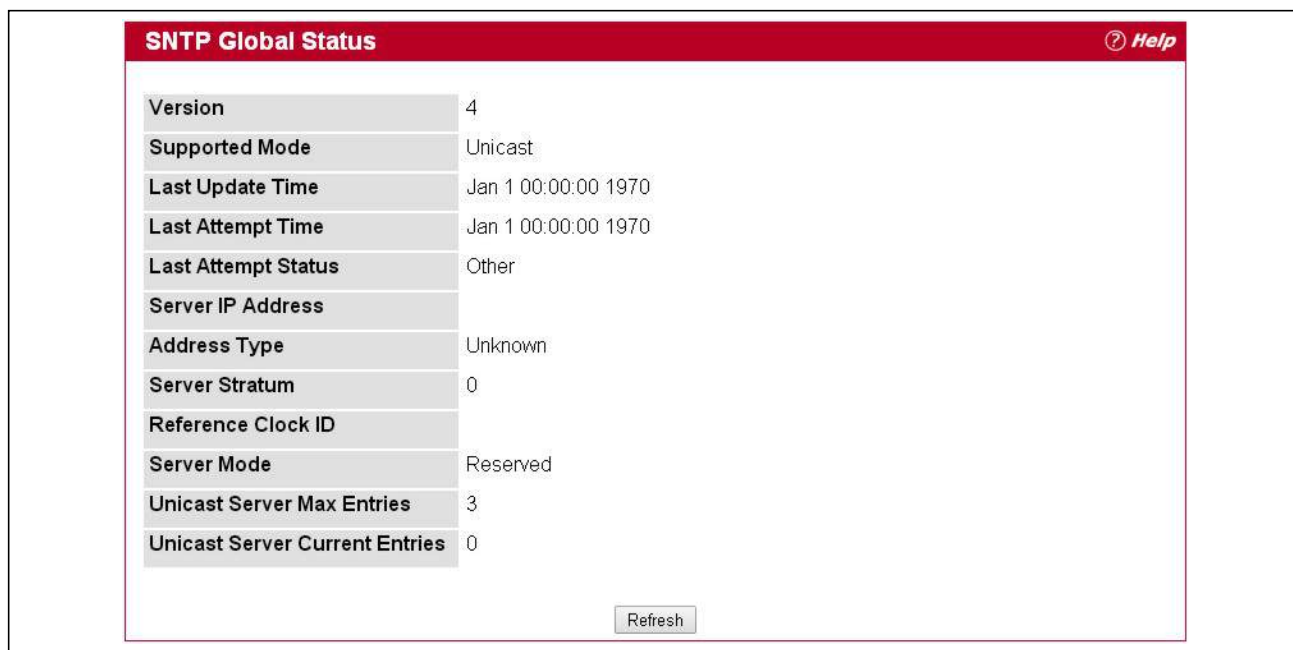 SNTP Global Status
? Help
Version 4
Supported Mode Unicast
Last Update Time Jan 1 00:00:00 1970
Last Attempt Time Jan 1 00:00:00 1970
Last Attempt Status Other
Server IP Address
Address Type Unknown
Server Stratum 0
Reference Clock ID
Server Mode Reserved
Unicast Server Max Entries 3
Unicast Server Current Entries 0
Refresh